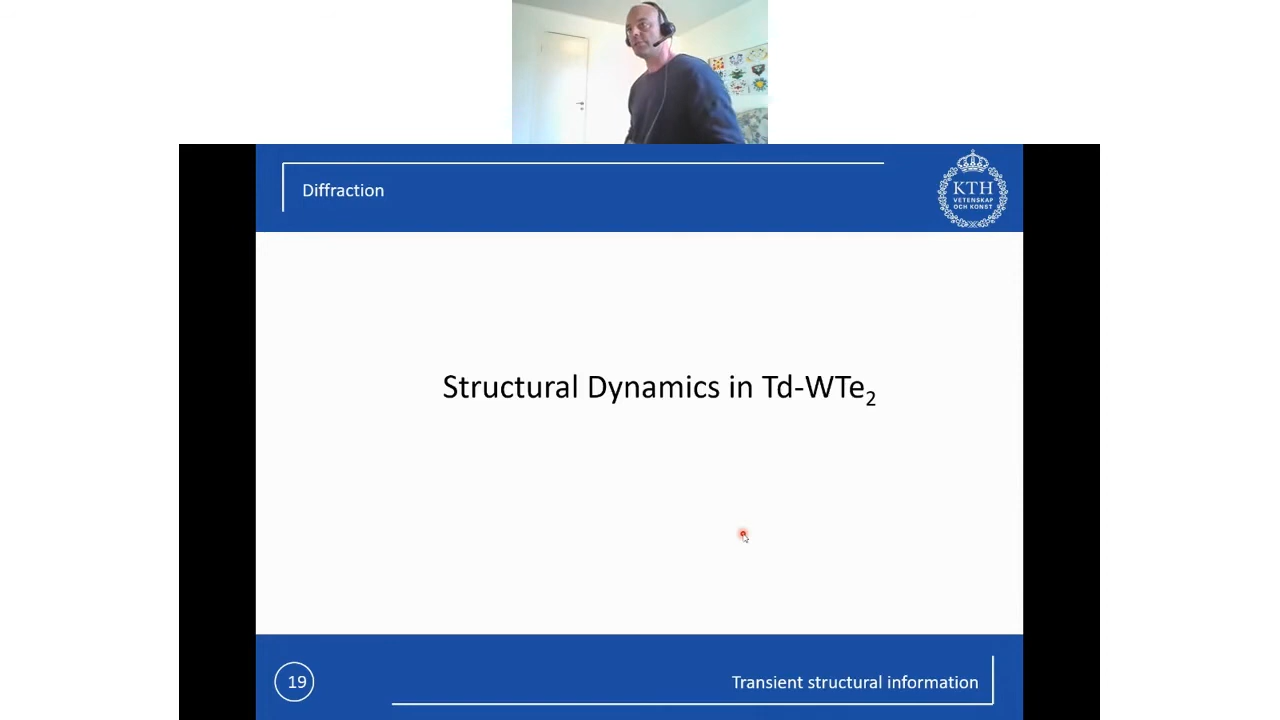 Diffraction
KTH
VETENSKAP
OCH KONST
Structural Dynamics in Td-WTe₂
19
Transient structural information